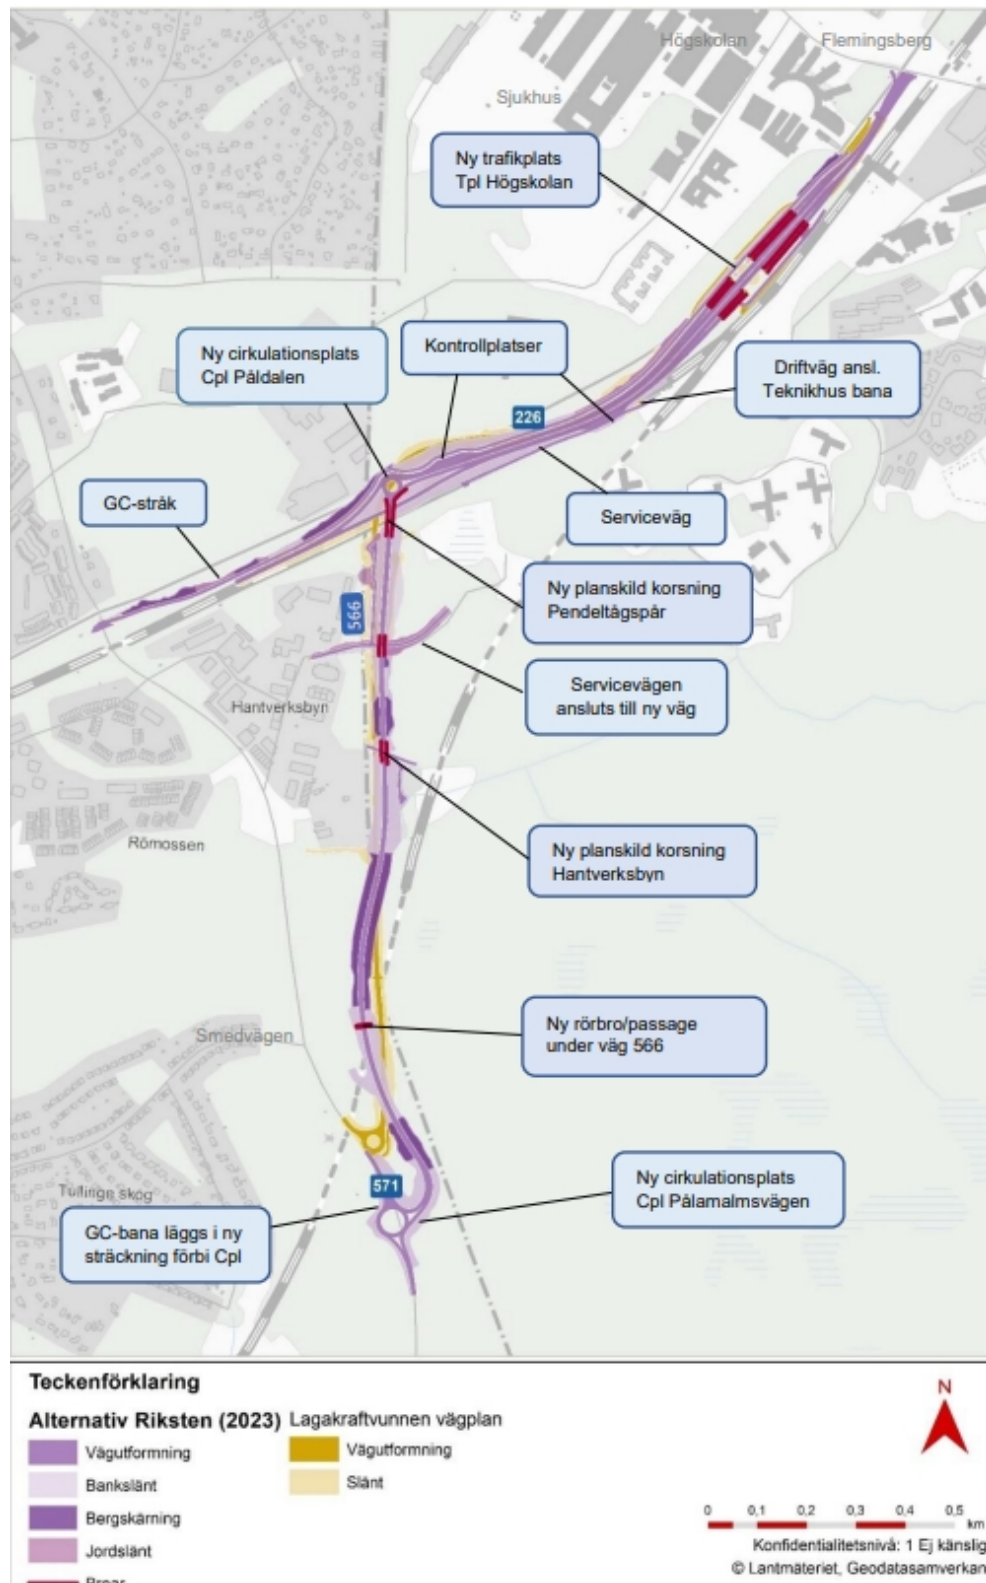 Högskolan
Flemingsberg
Sjukhus
Ny trafikplats
Tpl Högskolan
Ny cirkulationsplats
Cpl Påldalen
Kontrollplatser
Driftväg ansl.
Teknikhus bana
226
GC-stråk
Serviceväg
Ny planskild korsning
Pendeltågspår
566
Servicevägen
ansluts till ny väg
Hantverksbyn
Ny planskild korsning
Hantverksbyn
Römossen
Ny rörbro/passage
under väg 566
Smedvägen
Ny cirkulationsplats
Cpl Pålamalmsvägen
571
Tullinge skog
GC-bana läggs i ny
sträckning förbi Cpl
Teckenförklaring
Alternativ Riksten (2023) Lagakraftvunnen vägplan
Vägutformning Vägutformning
Bankslänt Slänt
Bergskärning
Jordslänt
Broar
N
0 0,1 0,2 0,3 0,4 0,5
km
Konfidentialitetsnivå: 1 Ej känslig
© Lantmäteriet, Geodatasamverkan